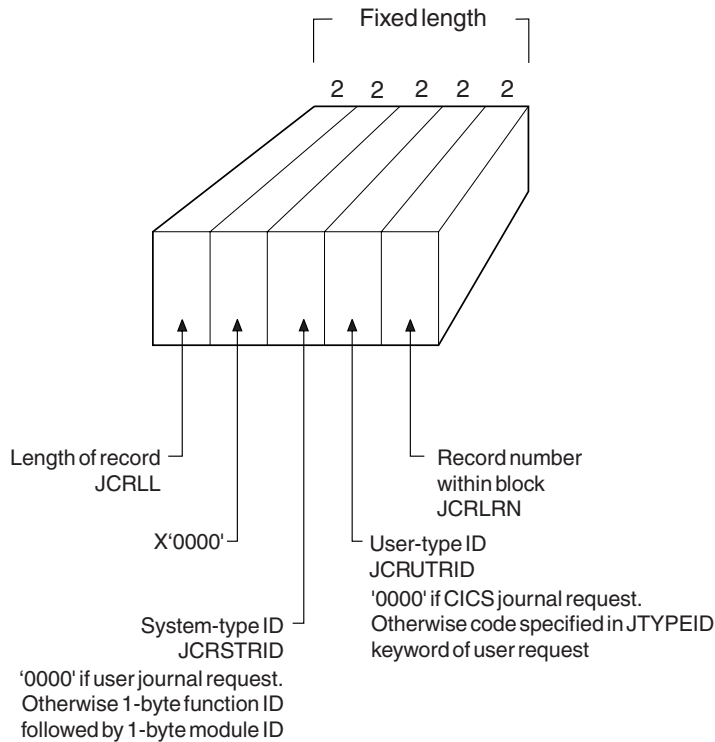 Fixed length
2 2 2 2 2
Length of record
JCRLL
Record number
within block
JCRLRN
X'0000'
User-type ID
JCRUTRID
'0000' if CICS journal request.
Otherwise code specified in JTYPEID
keyword of user request
System-type ID
JCRSTRID
'0000' if user journal request.
Otherwise 1-byte function ID
followed by 1-byte module ID